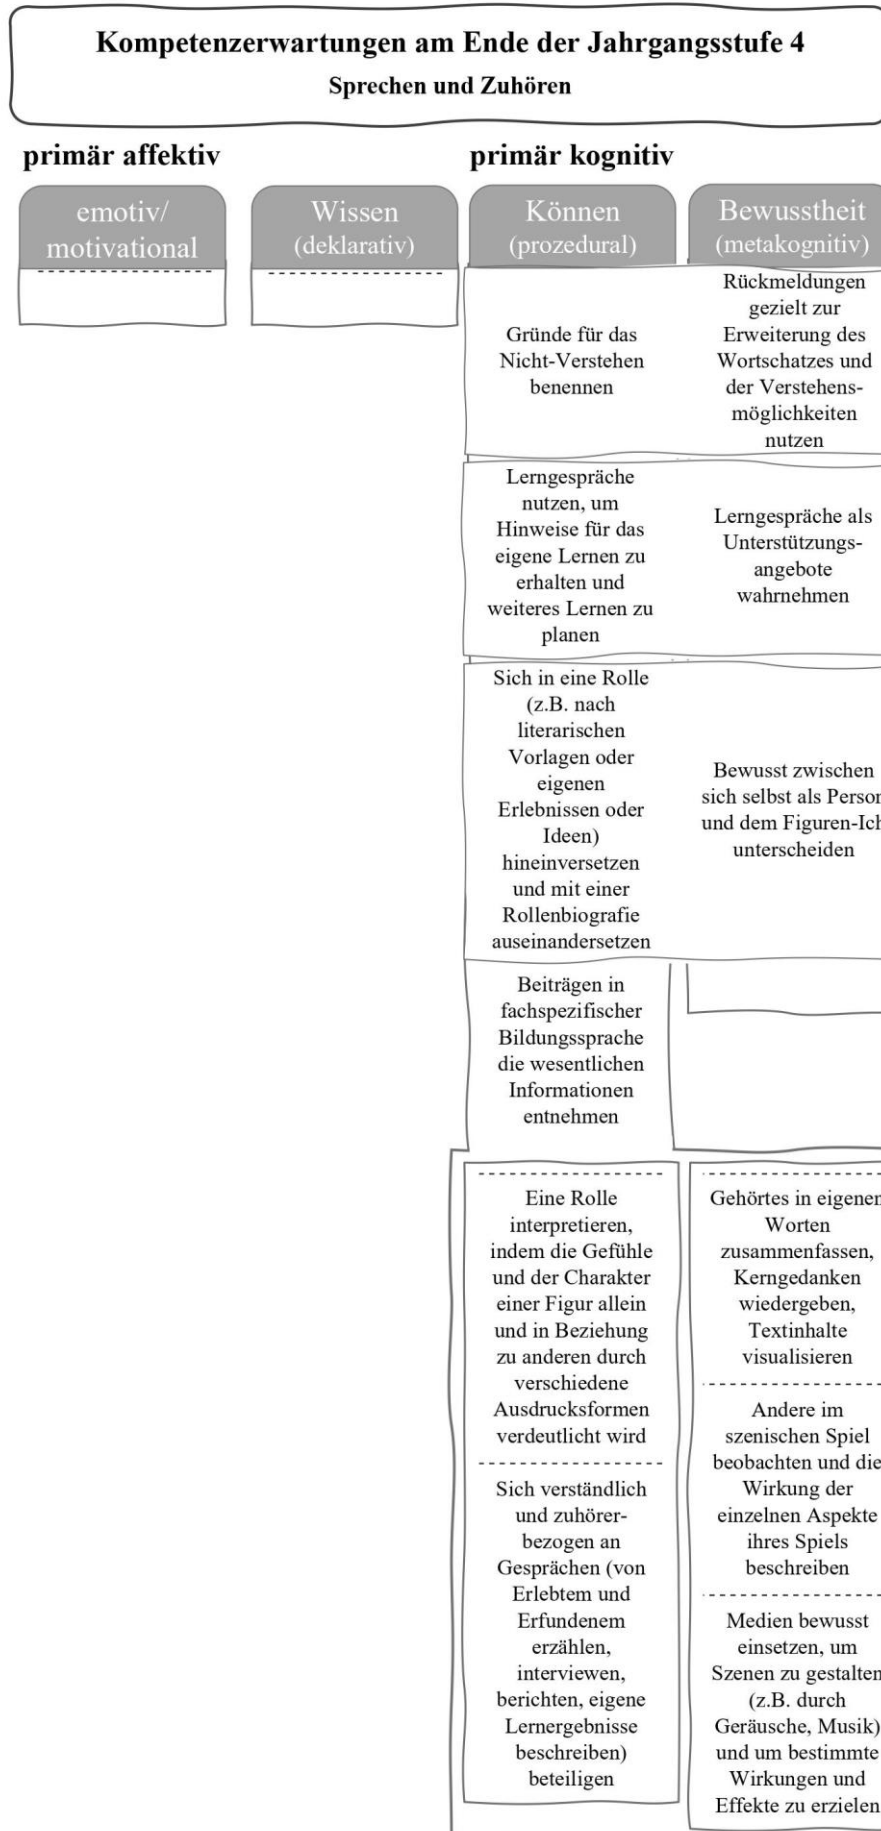 Kompetenzerwartungen am Ende der Jahrgangsstufe 4
Sprechen und Zuhören
primär affektiv
primär kognitiv
emotiv/
motivational
Wissen
(deklarativ)
Können
(prozedural)
Bewusstheit
(metakognitiv)
Gründe für das
Nicht-Verstehen
benennen
Rückmeldungen
gezielt zur
Erweiterung des
Wortschatzes und
der Verstehens-
möglichkeiten
nutzen
Lerngespräche
nutzen, um
Hinweise für das
eigene Lernen zu
erhalten und
weiteres Lernen zu
planen
Lerngespräche als
Unterstützungs-
angebote
wahrnehmen
Sich in eine Rolle
(z.B. nach
literarischen
Vorlagen oder
eigenen
Erlebnissen oder
Ideen)
hineinversetzen
und mit einer
Rollenbiografie
auseinandersetzen
Bewusst zwischen
sich selbst als Person
und dem Figuren-Ich
unterscheiden
Beiträgen in
fachspezifischer
Bildungssprache
die wesentlichen
Informationen
entnehmen
Eine Rolle
interpretieren,
indem die Gefühle
und der Charakter
einer Figur allein
und in Beziehung
zu anderen durch
verschiedene
Ausdrucksformen
verdeutlicht wird
Sich verständlich
und zuhörer-
bezogen an
Gesprächen (von
Erlebtem und
Erfundenem
erzählen,
interviewen,
berichten, eigene
Lernergebnisse
beschreiben)
beteiligen
Gehörtes in eigenen
Worten
zusammenfassen,
Kerngedanken
wiedergeben,
Textinhalte
visualisieren
Andere im
szenischen Spiel
beobachten und die
Wirkung der
einzelnen Aspekte
ihres Spiels
beschreiben
Medien bewusst
einsetzen, um
Szenen zu gestalten
(z.B. durch
Geräusche, Musik)
und um bestimmte
Wirkungen und
Effekte zu erzielen